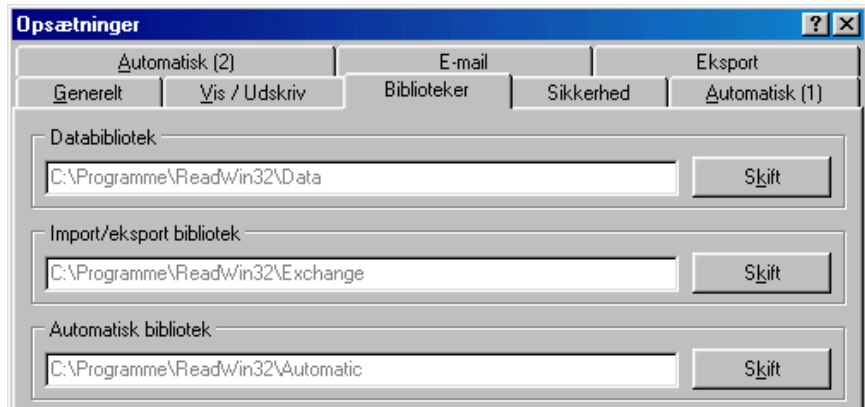 Opsætninger
Automatisk (2) E-mail Eksport
Generelt Vis / Udskriv Biblioteker Sikkerhed Automatisk (1)
Databibliotek
C:\Programme\ReadWin32\Data Skift
Import/eksport bibliotek
C:\Programme\ReadWin32\Exchange Skift
Automatisk bibliotek
C:\Programme\ReadWin32\Automatic Skift